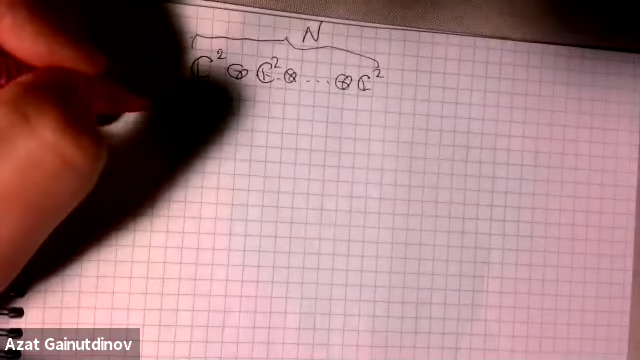 N
ℂ² ⊗ ℂ² ⊗ ... ⊗ ℂ²
Azat Gainutdinov